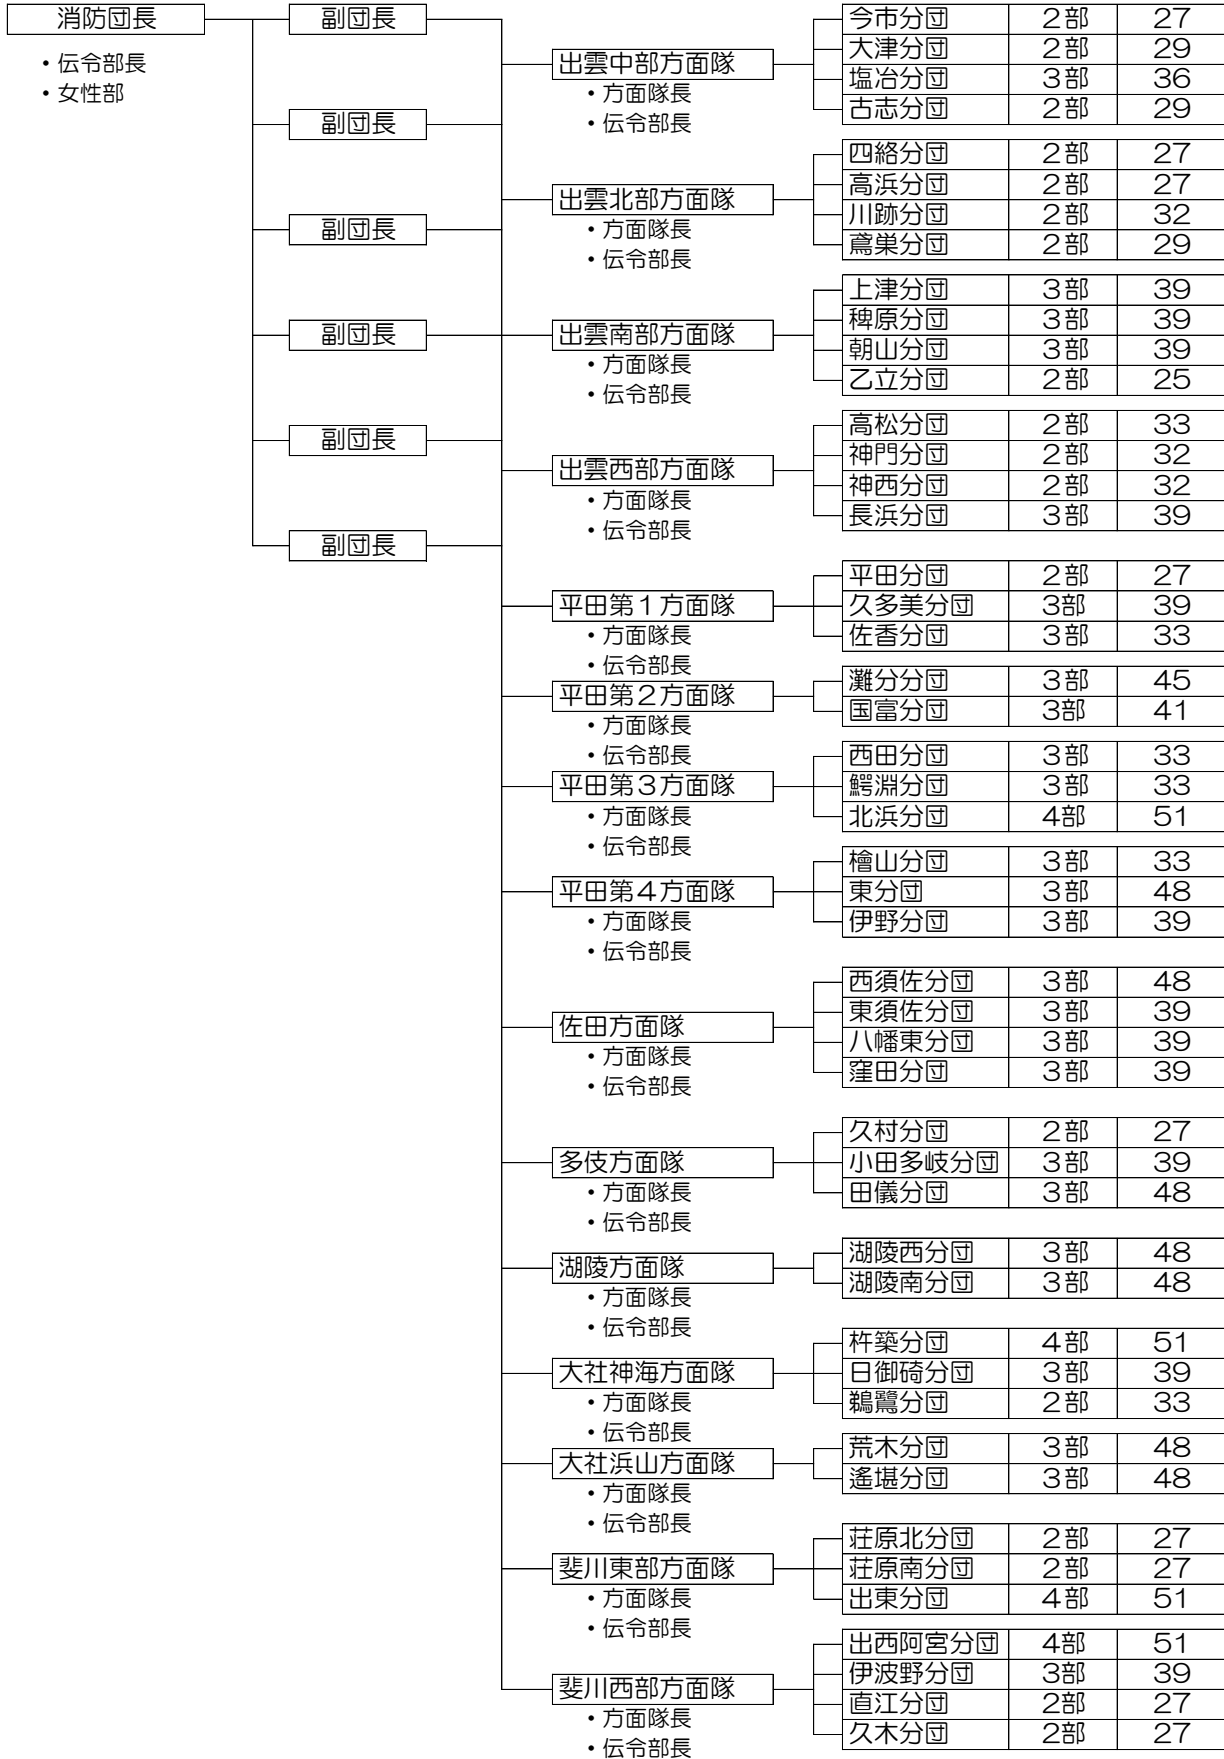 消防団長
・伝令部長
・女性部
副団長
副団長
副団長
副団長
副団長
副団長
出雲中部方面隊
・方面隊長
・伝令部長
今市分団 2部 27
大津分団 2部 29
塩冶分団 3部 36
古志分団 2部 29
出雲北部方面隊
・方面隊長
・伝令部長
四絡分団 2部 27
高浜分団 2部 27
川跡分団 2部 32
鳶巣分団 2部 29
出雲南部方面隊
・方面隊長
・伝令部長
上津分団 3部 39
稗原分団 3部 39
朝山分団 3部 39
乙立分団 2部 25
出雲西部方面隊
・方面隊長
・伝令部長
高松分団 2部 33
神門分団 2部 32
神西分団 2部 32
長浜分団 3部 39
平田第1方面隊
・方面隊長
・伝令部長
平田分団 2部 27
久多美分団 3部 39
佐香分団 3部 33
平田第2方面隊
・方面隊長
・伝令部長
灘分分団 3部 45
国富分団 3部 41
平田第3方面隊
・方面隊長
・伝令部長
西田分団 3部 33
鰐淵分団 3部 33
北浜分団 4部 51
平田第4方面隊
・方面隊長
・伝令部長
檜山分団 3部 33
東分団 3部 48
伊野分団 3部 39
佐田方面隊
・方面隊長
・伝令部長
西須佐分団 3部 48
東須佐分団 3部 39
八幡東分団 3部 39
窪田分団 3部 39
多伎方面隊
・方面隊長
・伝令部長
久村分団 2部 27
小田多岐分団 3部 39
田儀分団 3部 48
湖陵方面隊
・方面隊長
・伝令部長
湖陵西分団 3部 48
湖陵南分団 3部 48
大社神海方面隊
・方面隊長
・伝令部長
杵築分団 4部 51
日御碕分団 3部 39
鵜鷺分団 2部 33
大社浜山方面隊
・方面隊長
・伝令部長
荒木分団 3部 48
遙堪分団 3部 48
斐川東部方面隊
・方面隊長
・伝令部長
荘原北分団 2部 27
荘原南分団 2部 27
出東分団 4部 51
斐川西部方面隊
・方面隊長
・伝令部長
出西阿宮分団 4部 51
伊波野分団 3部 39
直江分団 2部 27
久木分団 2部 27